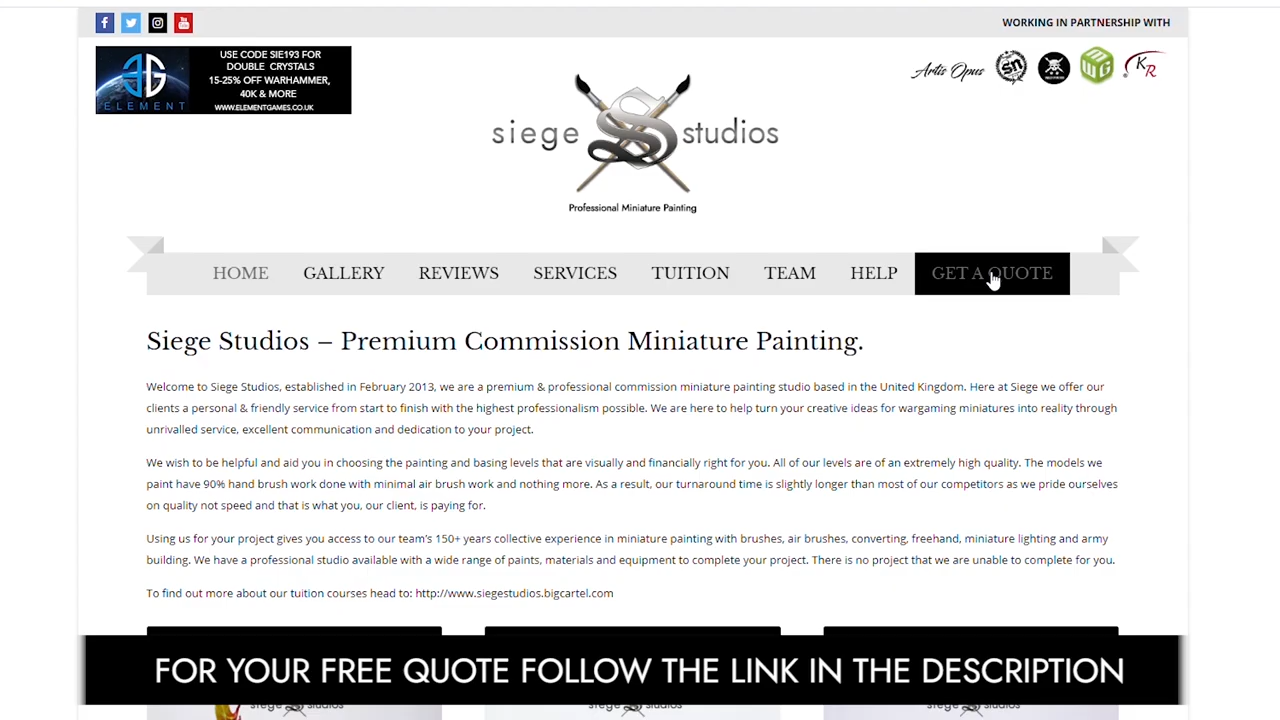 WORKING IN PARTNERSHIP WITH
USE CODE SIE193 FOR
DOUBLE CRYSTALS
15-25% OFF WARHAMMER,
40K & MORE
WWW.ELEMENTGAMES.CO.UK
ELEMENT
Artis Opus
KR
siege studios
Professional Miniature Painting
HOME GALLERY REVIEWS SERVICES TUITION TEAM HELP GET A QUOTE
Siege Studios – Premium Commission Miniature Painting.
Welcome to Siege Studios, established in February 2013, we are a premium & professional commission miniature painting studio based in the United Kingdom. Here at Siege we offer our
clients a personal & friendly service from start to finish with the highest professionalism possible. We are here to help turn your creative ideas for wargaming miniatures into reality through
unrivalled service, excellent communication and dedication to your project.
We wish to be helpful and aid you in choosing the painting and basing levels that are visually and financially right for you. All of our levels are of an extremely high quality. The models we
paint have 90% hand brush work done with minimal air brush work and nothing more. As a result, our turnaround time is slightly longer than most of our competitors as we pride ourselves
on quality not speed and that is what you, our client, is paying for.
Using us for your project gives you access to our team's 150+ years collective experience in miniature painting with brushes, air brushes, converting, freehand, miniature lighting and army
building. We have a professional studio available with a wide range of paints, materials and equipment to complete your project. There is no project that we are unable to complete for you.
To find out more about our tuition courses head to: http://www.siegestudios.bigcartel.com
FOR YOUR FREE QUOTE FOLLOW THE LINK IN THE DESCRIPTION